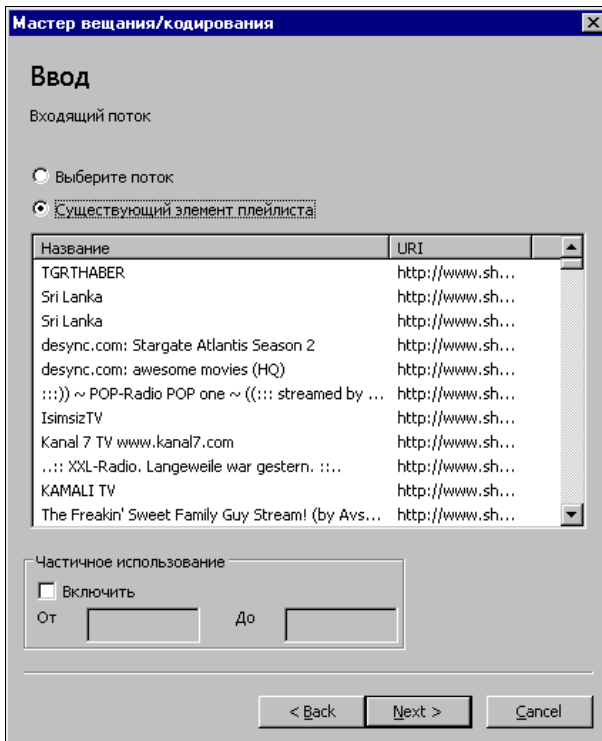 Мастер вещания/кодирования
Ввод
Входящий поток
Выберите поток
Существующий элемент плейлиста
Название URI
TGRTHABER http://www.sh...
Sri Lanka http://www.sh...
Sri Lanka http://www.sh...
desync.com: Stargate Atlantis Season 2 http://www.sh...
desync.com: awesome movies (HQ) http://www.sh...
:::)) ~ POP-Radio POP one ~ ((::: streamed by ... http://www.sh...
IsimsizTV http://www.sh...
Kanal 7 TV www.kanal7.com http://www.sh...
..:: XXL-Radio. Langeweile war gestern. ::.. http://www.sh...
KAMALI TV http://www.sh...
The Freakin' Sweet Family Guy Stream! (by Avs... http://www.sh...
Частичное использование
Включить
От До
< Back Next > Cancel